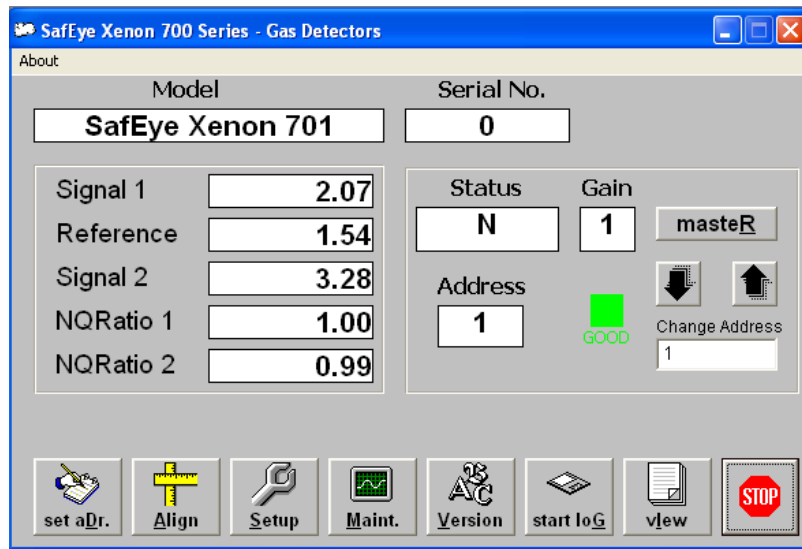 SafEye Xenon 700 Series - Gas Detectors
About
Model
Serial No.
SafEye Xenon 701
0
Signal 1
2.07
Reference
1.54
Signal 2
3.28
NQRatio 1
1.00
NQRatio 2
0.99
Status
Gain
N
1
masteR
Address
1
GOOD
Change Address
1
set aDr.
Align
Setup
Maint.
Version
start loG
vIew
STOP